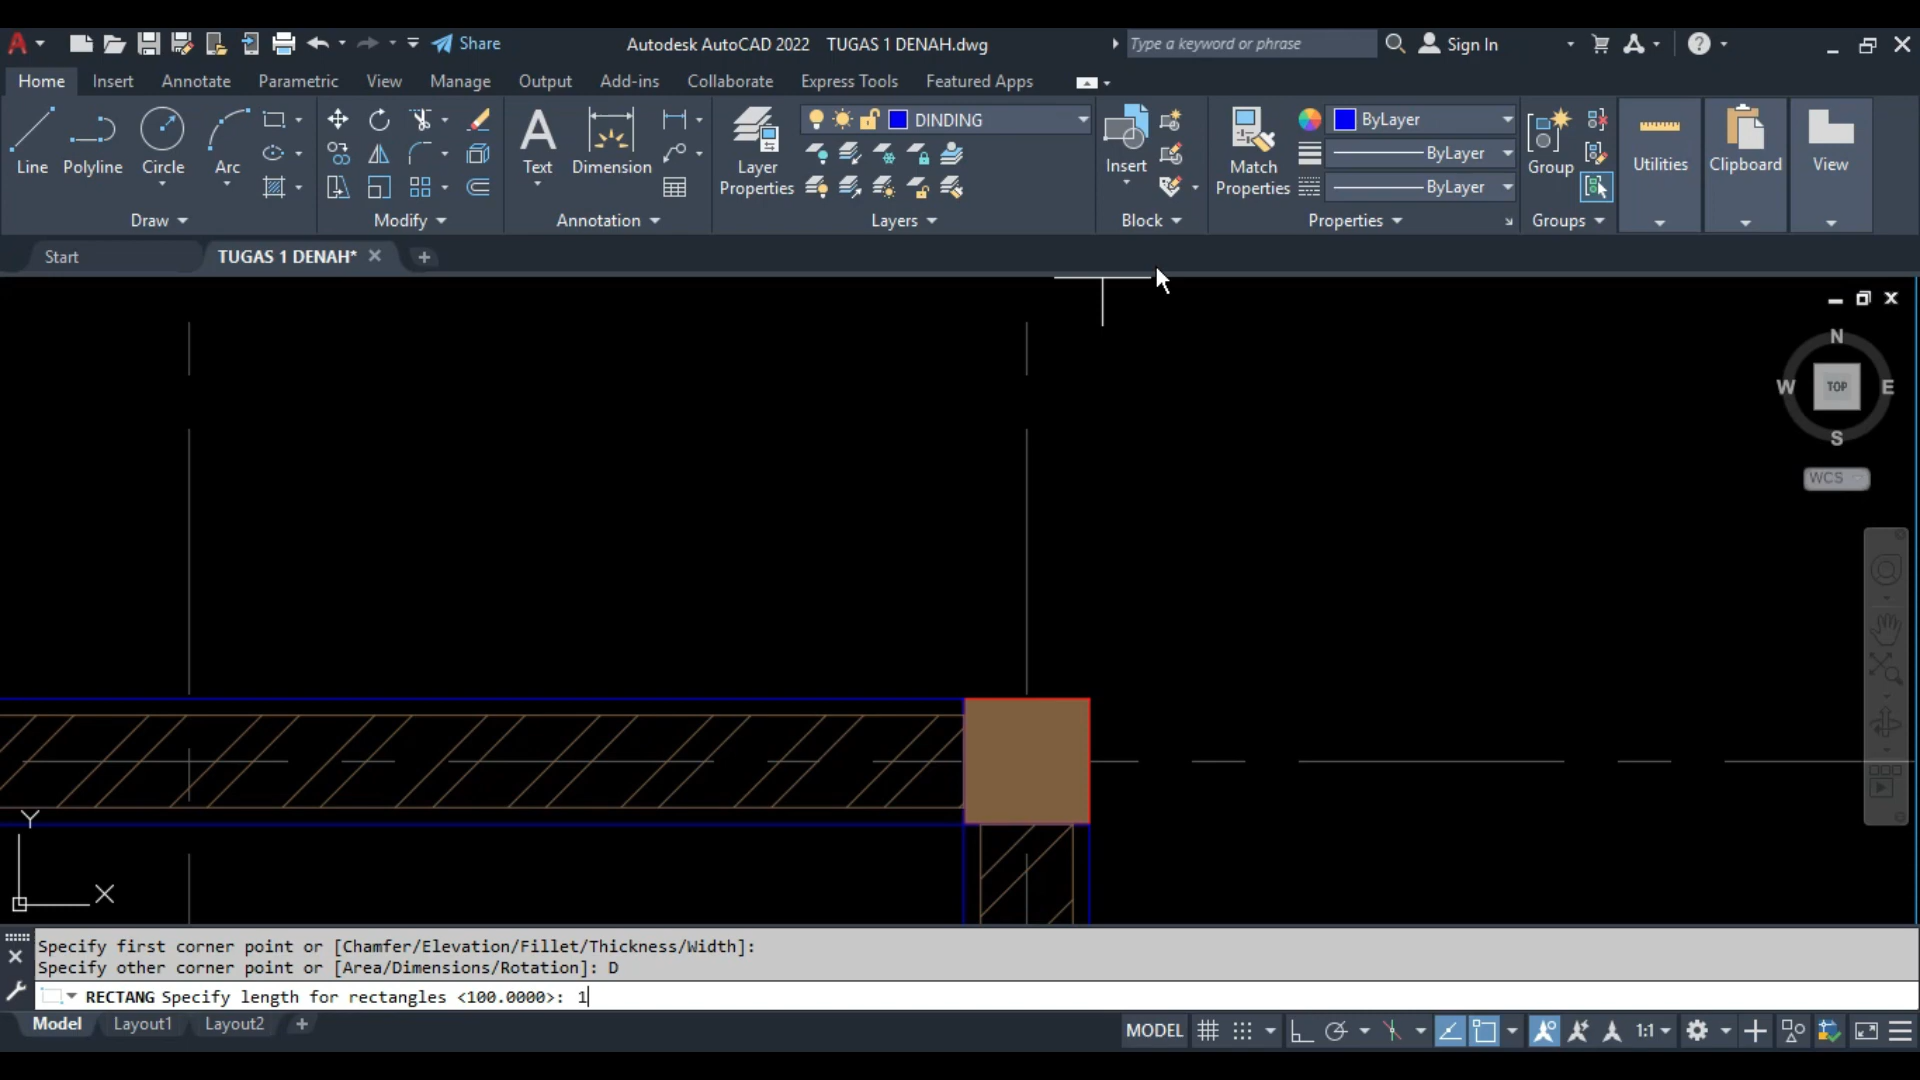 Share
Autodesk AutoCAD 2022 TUGAS 1 DENAH.dwg
Type a keyword or phrase
Sign In
Home Insert Annotate Parametric View Manage Output Add-ins Collaborate Express Tools Featured Apps
Line Polyline Circle Arc
Draw
Modify
Text Dimension
Annotation
Layer Properties
DINDING
Layers
Insert
Block
Match Properties
ByLayer
ByLayer
ByLayer
Properties
Group
Groups
Utilities
Clipboard
View
Start
TUGAS 1 DENAH*
N
W TOP E
S
WCS
Y
X
Specify first corner point or [Chamfer/Elevation/Fillet/Thickness/Width]:
Specify other corner point or [Area/Dimensions/Rotation]: D
RECTANG Specify length for rectangles <100.0000>: 1
Model Layout1 Layout2
MODEL
1:1